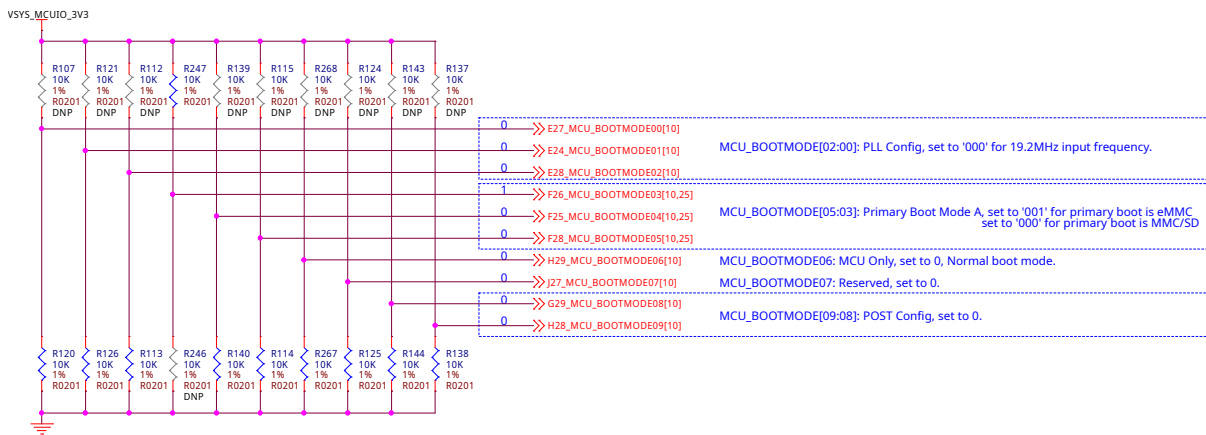 VSYS_MCUIO_3V3
R107 R121 R112 R247 R139 R115 R268 R124 R143 R137
10K 10K 10K 10K 10K 10K 10K 10K 10K 10K
1% 1% 1% 1% 1% 1% 1% 1% 1% 1%
R0201 R0201 R0201 R0201 R0201 R0201 R0201 R0201 R0201 R0201
DNP DNP DNP DNP DNP DNP DNP DNP DNP
0 E27_MCU_BOOTMODE00[10]
0 E24_MCU_BOOTMODE01[10] MCU_BOOTMODE[02:00]: PLL Config, set to '000' for 19.2MHz input frequency.
0 E28_MCU_BOOTMODE02[10]
1 F26_MCU_BOOTMODE03[10,25]
0 F25_MCU_BOOTMODE04[10,25] MCU_BOOTMODE[05:03]: Primary Boot Mode A, set to '001' for primary boot is eMMC
set to '000' for primary boot is MMC/SD
0 F28_MCU_BOOTMODE05[10,25]
0 H29_MCU_BOOTMODE06[10] MCU_BOOTMODE06: MCU Only, set to 0, Normal boot mode.
0 J27_MCU_BOOTMODE07[10] MCU_BOOTMODE07: Reserved, set to 0.
0 G29_MCU_BOOTMODE08[10]
MCU_BOOTMODE[09:08]: POST Config, set to 0.
0 H28_MCU_BOOTMODE09[10]
R120 R126 R113 R246 R140 R114 R267 R125 R144 R138
10K 10K 10K 10K 10K 10K 10K 10K 10K 10K
1% 1% 1% 1% 1% 1% 1% 1% 1% 1%
R0201 R0201 R0201 R0201 R0201 R0201 R0201 R0201 R0201 R0201
DNP